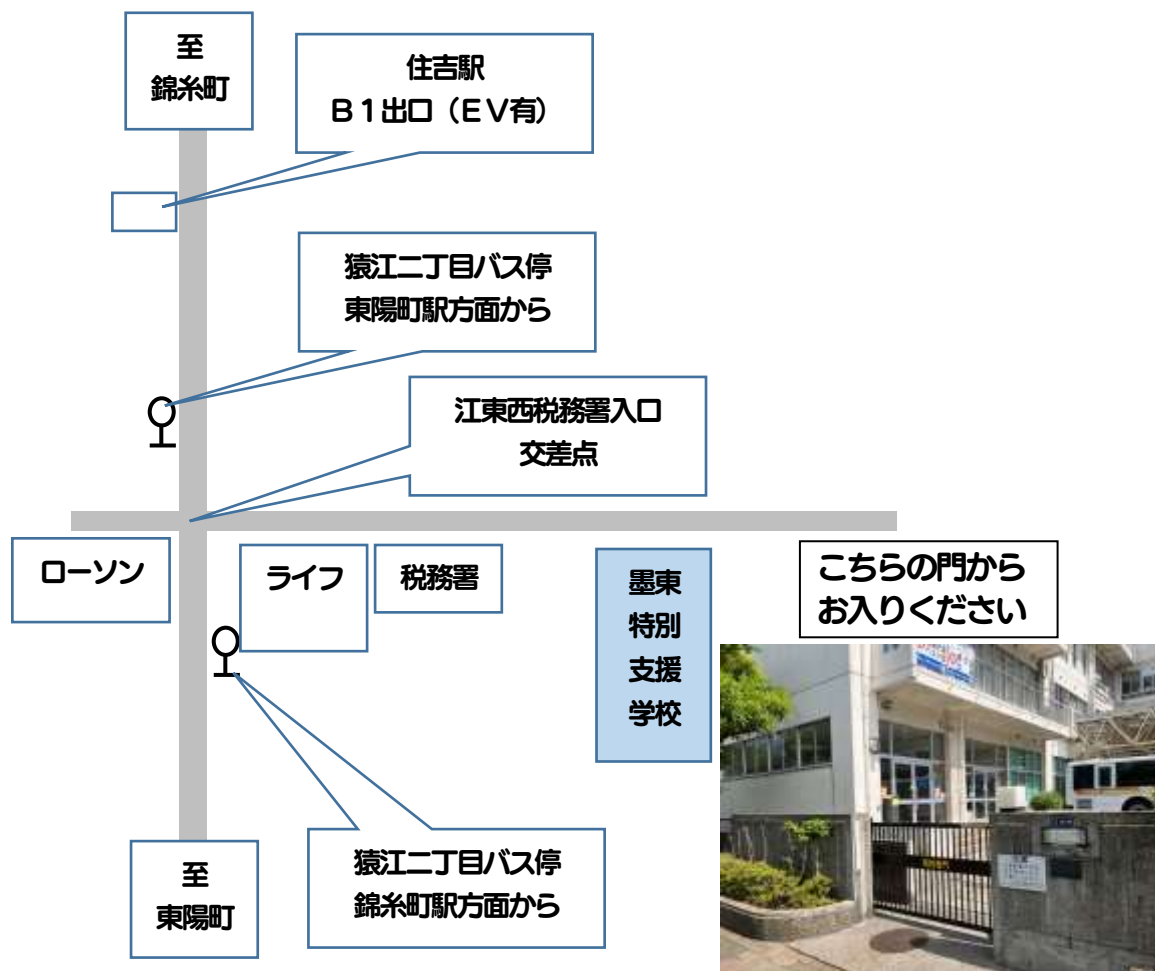 至
錦糸町
住吉駅
B1出口（EV有）
猿江二丁目バス停
東陽町駅方面から
江東西税務署入口
交差点
ローソン
ライフ
税務署
墨東
特別
支援
学校
こちらの門から
お入りください
至
東陽町
猿江二丁目バス停
錦糸町駅方面から